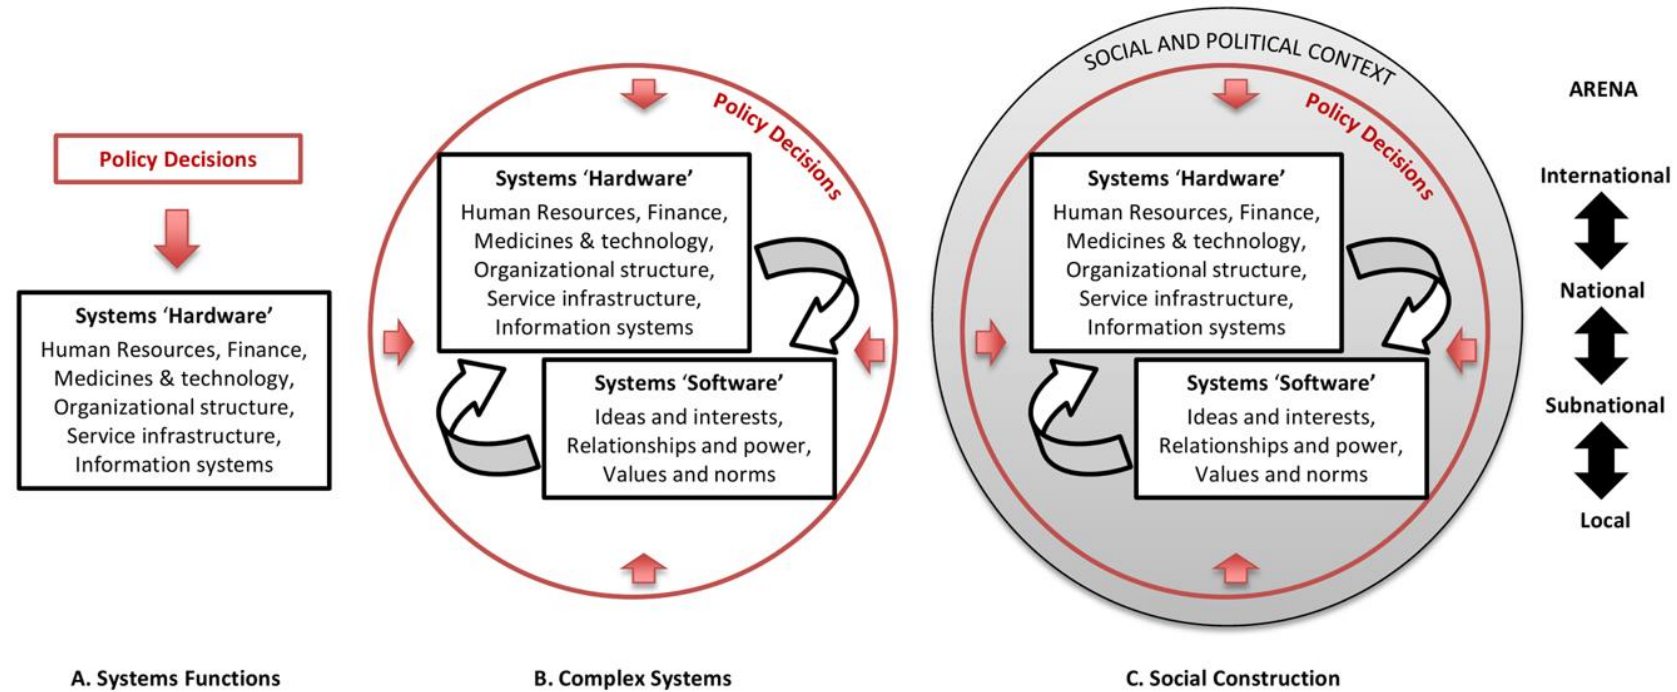 Policy Decisions
Systems ‘Hardware’
Human Resources, Finance,
Medicines & technology,
Organizational structure,
Service infrastructure,
Information systems
A. Systems Functions
Policy Decisions
Systems ‘Hardware’
Human Resources, Finance,
Medicines & technology,
Organizational structure,
Service infrastructure,
Information systems
Systems ‘Software’
Ideas and interests,
Relationships and power,
Values and norms
B. Complex Systems
SOCIAL AND POLITICAL CONTEXT
Policy Decisions
Systems ‘Hardware’
Human Resources, Finance,
Medicines & technology,
Organizational structure,
Service infrastructure,
Information systems
Systems ‘Software’
Ideas and interests,
Relationships and power,
Values and norms
C. Social Construction
ARENA
International
National
Subnational
Local